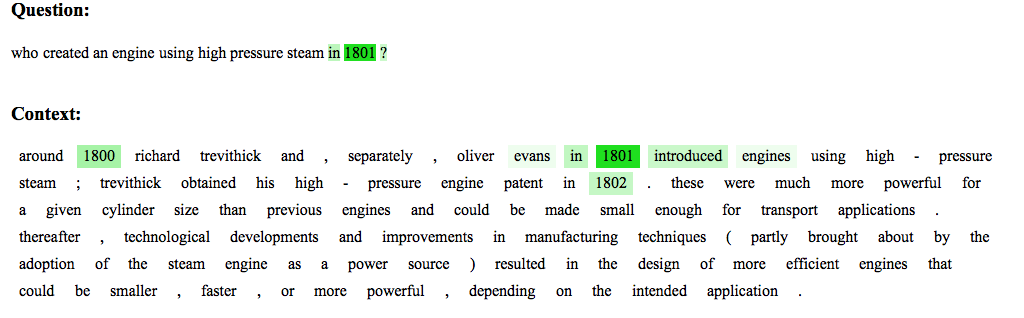 Question:
who created an engine using high pressure steam in 1801 ?
Context:
around 1800 richard trevithick and , separately , oliver evans in 1801 introduced engines using high - pressure
steam ; trevithick obtained his high - pressure engine patent in 1802 . these were much more powerful for
a given cylinder size than previous engines and could be made small enough for transport applications .
thereafter , technological developments and improvements in manufacturing techniques ( partly brought about by the
adoption of the steam engine as a power source ) resulted in the design of more efficient engines that
could be smaller , faster , or more powerful , depending on the intended application .